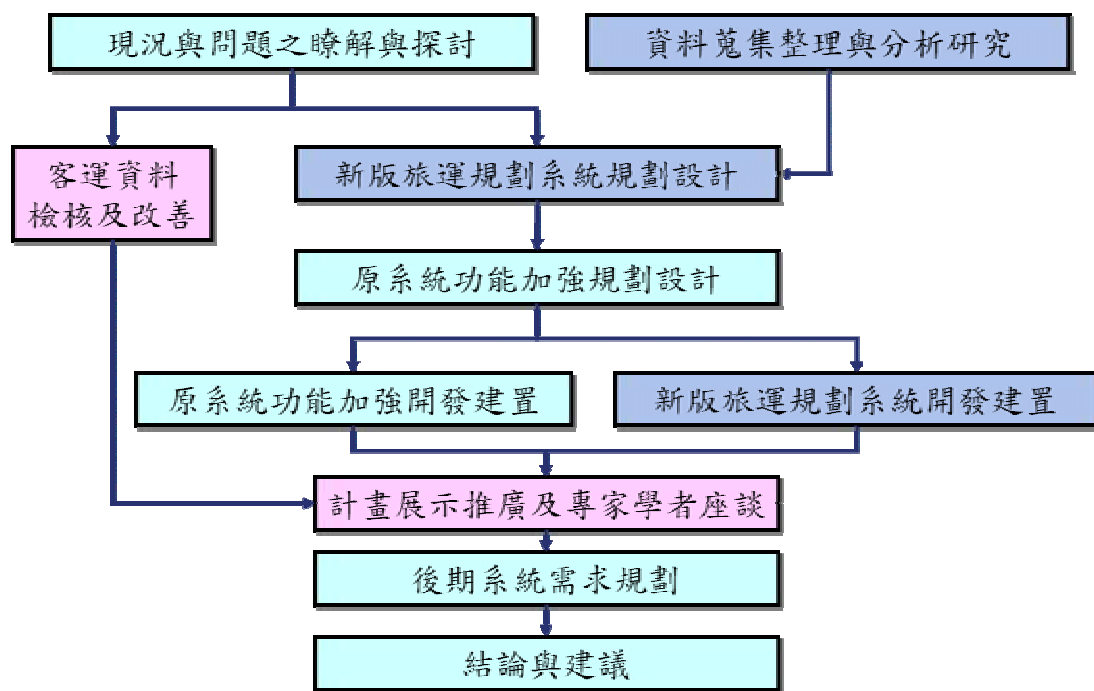 現況與問題之瞭解與探討
資料蒐集整理與分析研究
客運資料
檢核及改善
新版旅運規劃系統規劃設計
原系統功能加強規劃設計
原系統功能加強開發建置
新版旅運規劃系統開發建置
計畫展示推廣及專家學者座談
後期系統需求規劃
結論與建議